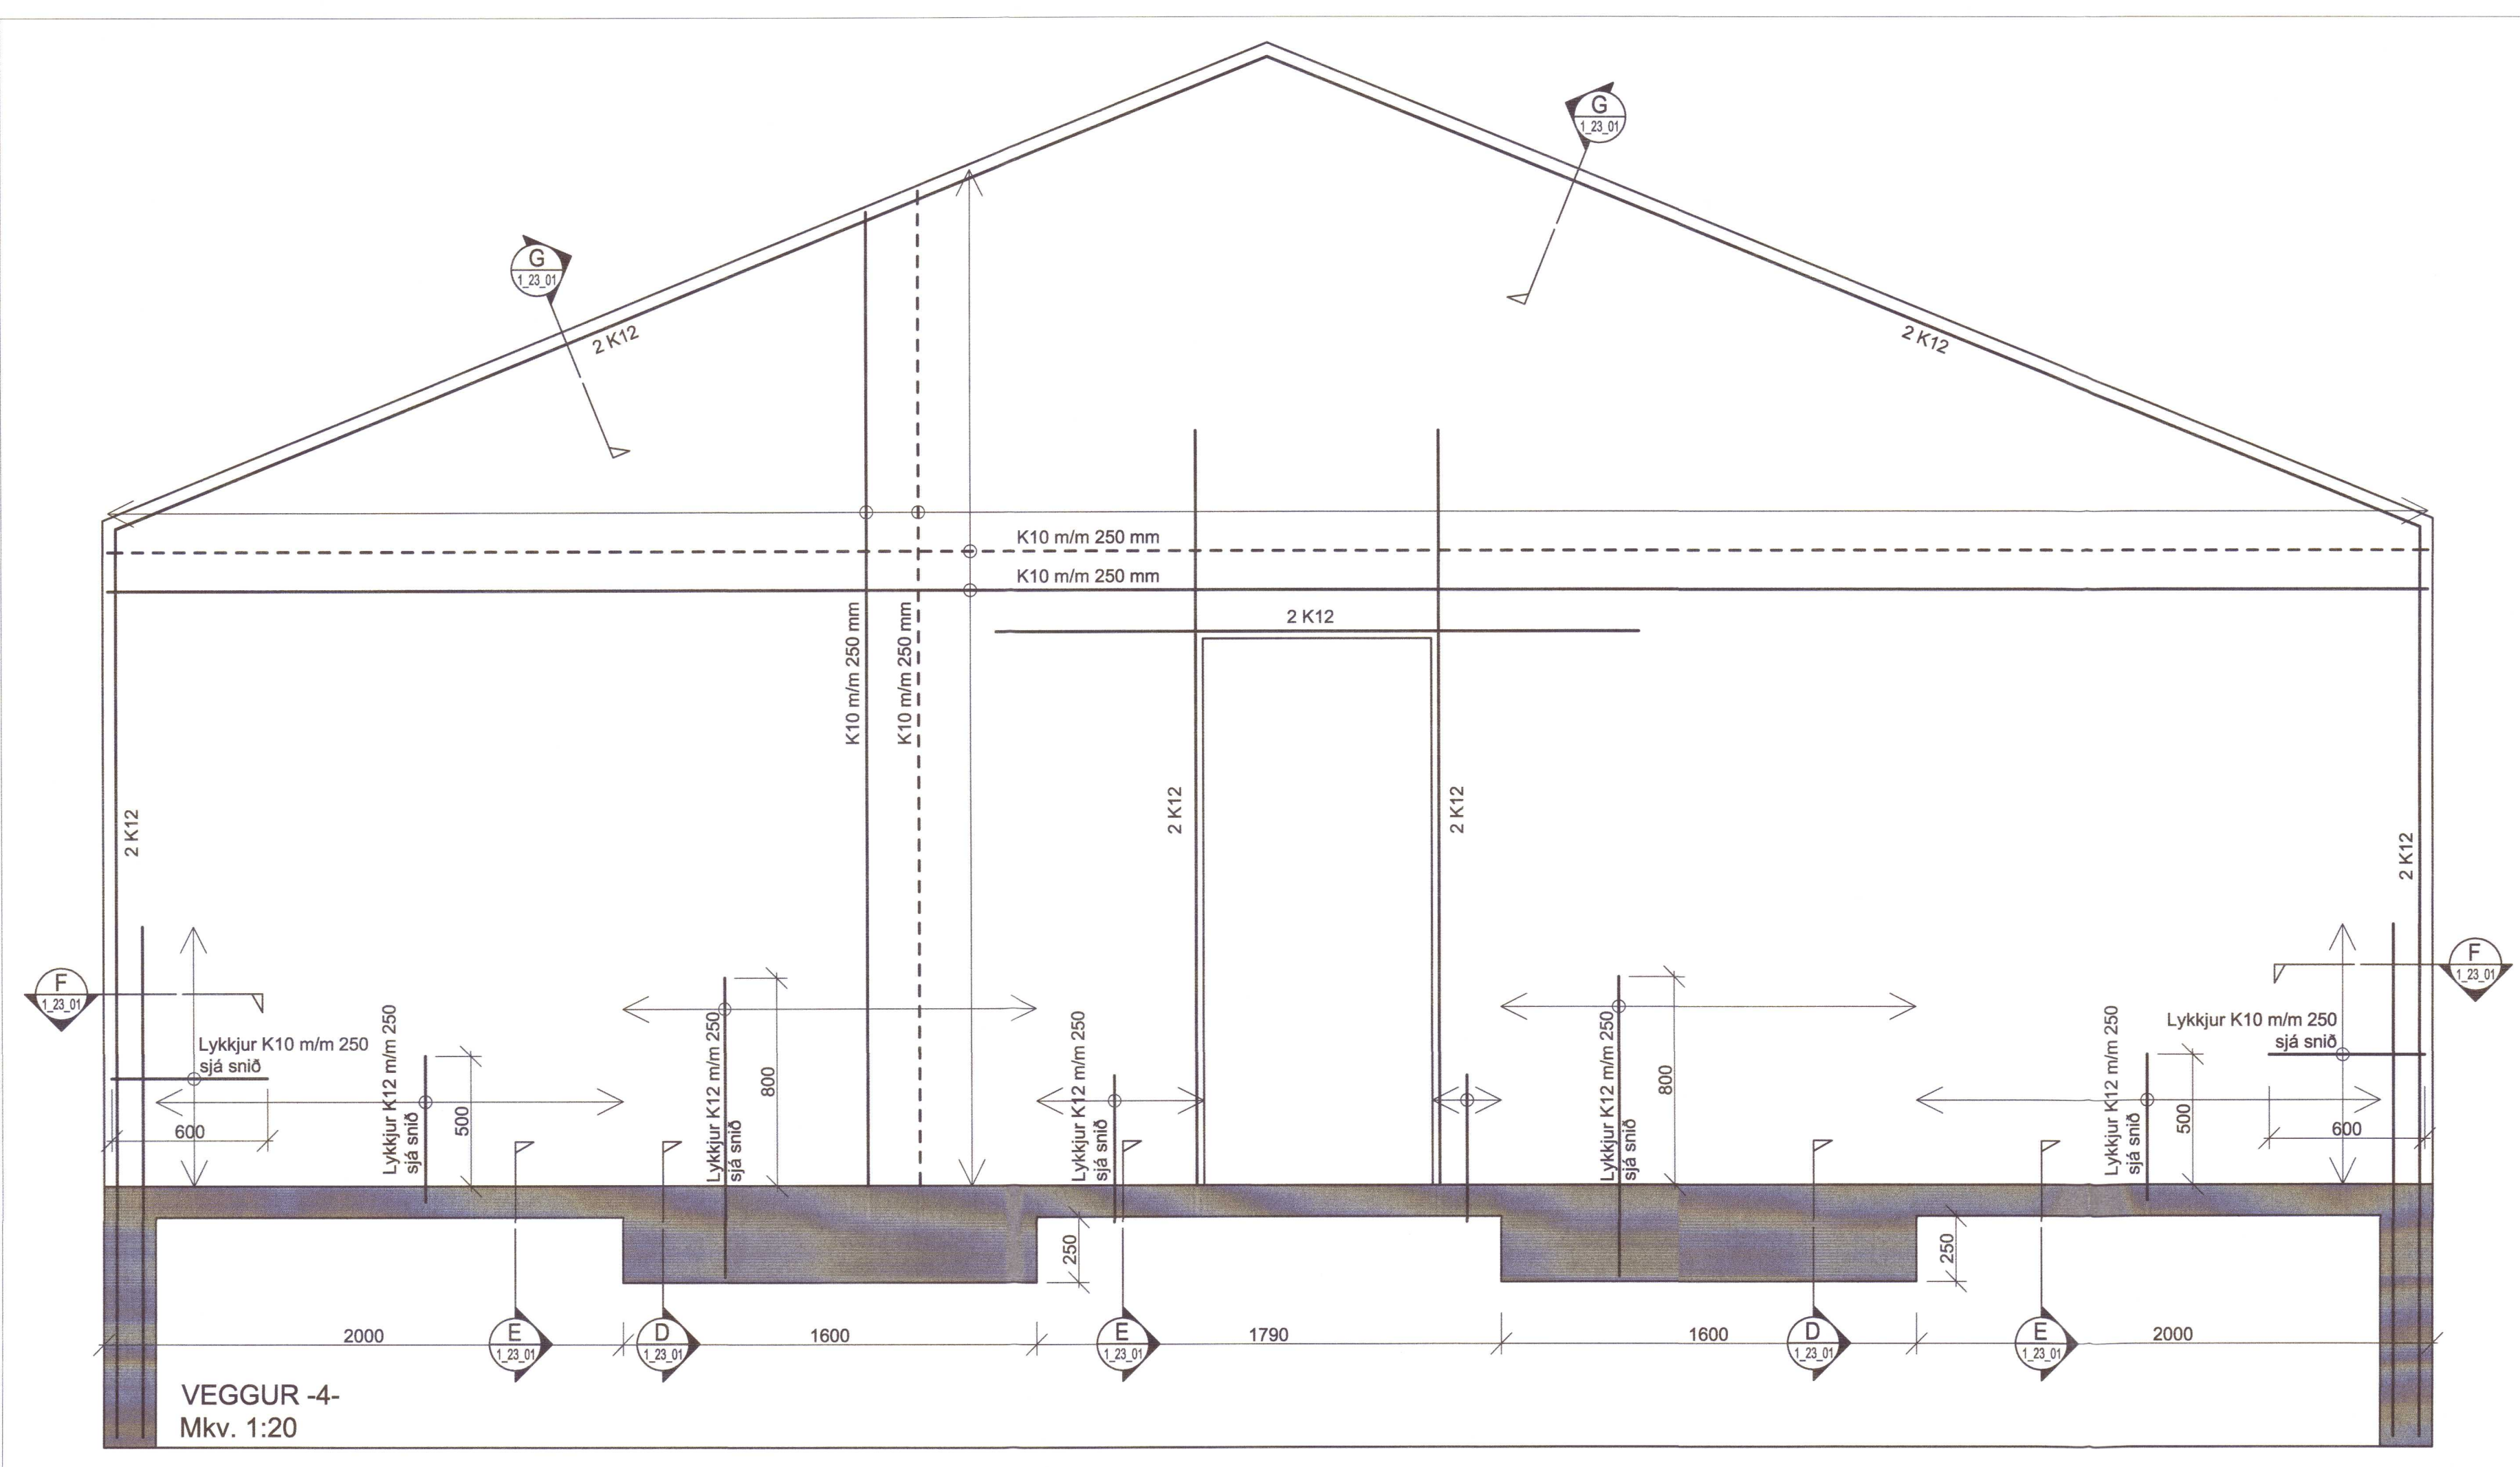 G
1_23_01
G
1_23_01
2 K12
2 K12
K10 m/m 250 mm
K10 m/m 250 mm
2 K12
K10 m/m 250 mm
K10 m/m 250 mm
2 K12
2 K12
2 K12
2 K12
F
1_23_01
F
1_23_01
Lykkjur K10 m/m 250
sjá snið
600
Lykkjur K12 m/m 250
sjá snið
500
Lykkjur K12 m/m 250
sjá snið
800
Lykkjur K12 m/m 250
sjá snið
Lykkjur K12 m/m 250
sjá snið
800
Lykkjur K12 m/m 250
sjá snið
500
Lykkjur K10 m/m 250
sjá snið
600
250
250
2000
E
1_23_01
D
1_23_01
1600
E
1_23_01
1790
1600
D
1_23_01
E
1_23_01
2000
VEGGUR -4-
Mkv. 1:20